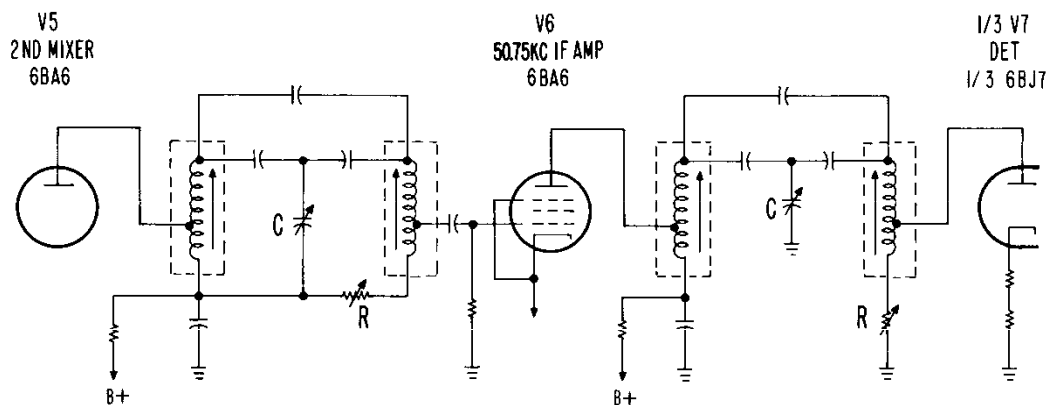 V5
2ND MIXER
6BA6
V6
50.75KC IF AMP
6BA6
1/3 V7
DET
1/3 6BJ7
C
R
B+
C
R
B+